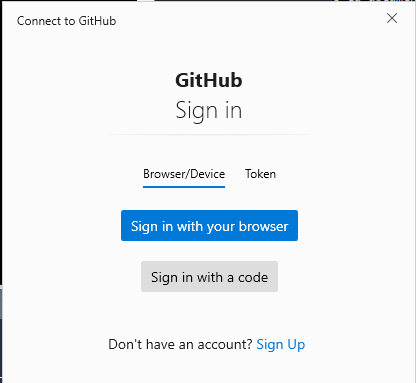 Connect to GitHub
GitHub
Sign in
Browser/Device Token
Sign in with your browser
Sign in with a code
Don't have an account? Sign Up